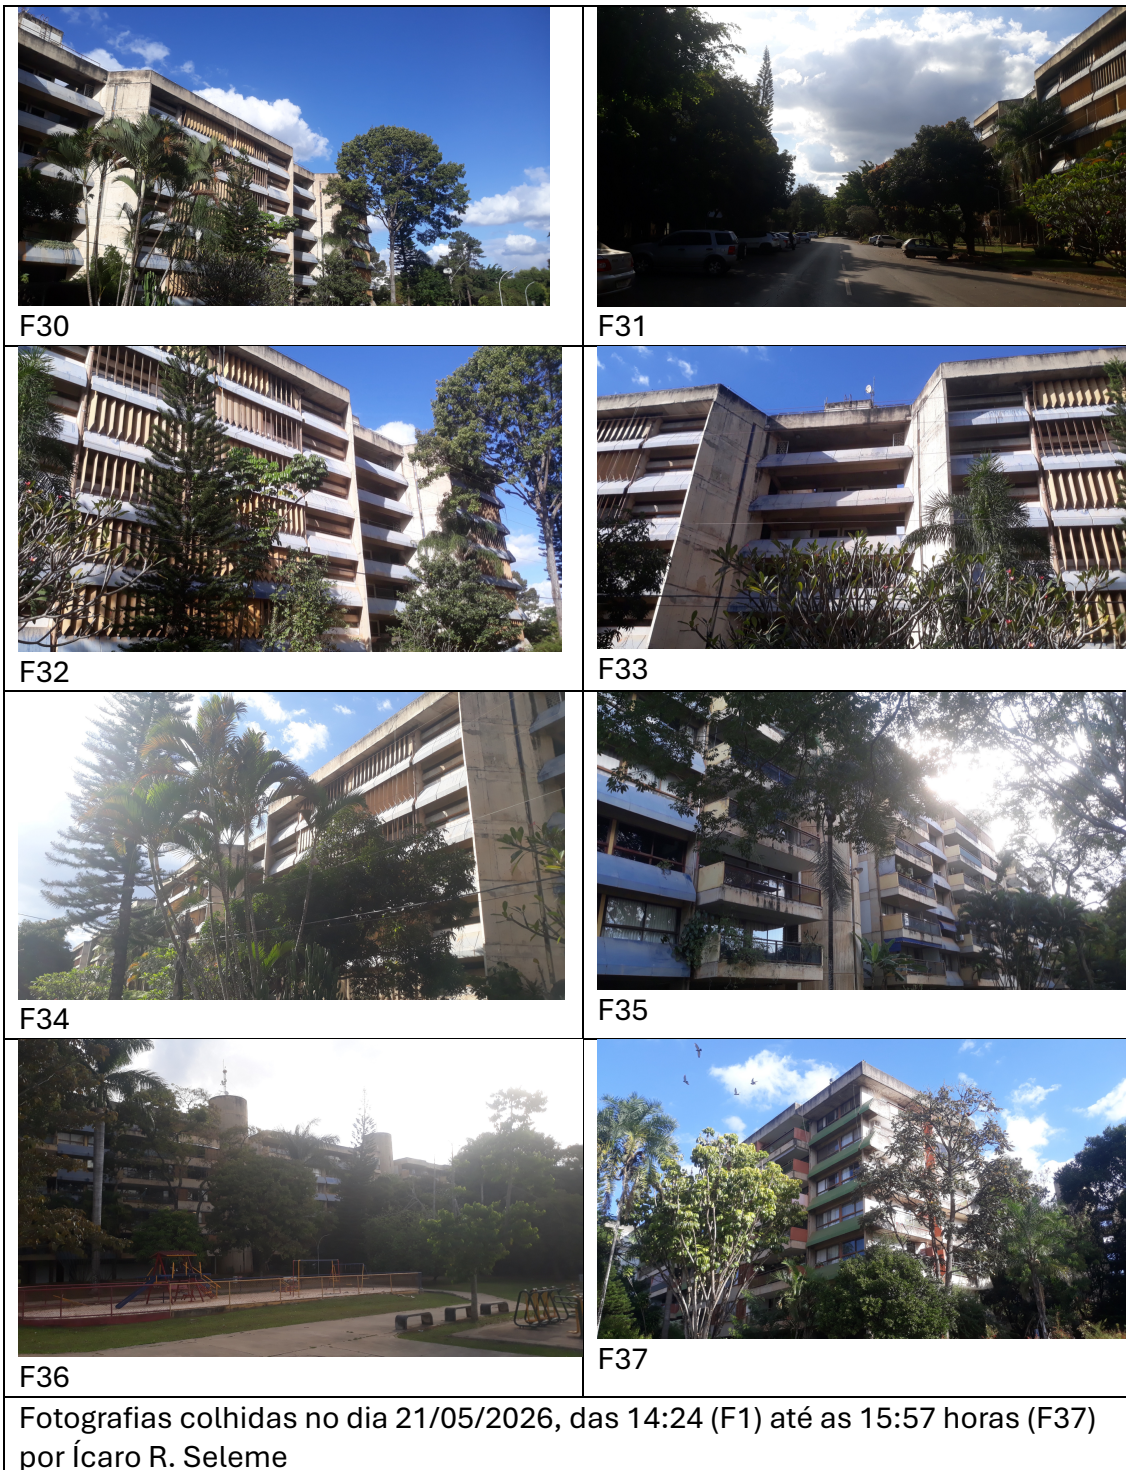 F30
F31
F32
F33
F34
F35
F36
F37
Fotografias colhidas no dia 21/05/2026, das 14:24 (F1) até as 15:57 horas (F37)
por Ícaro R. Seleme